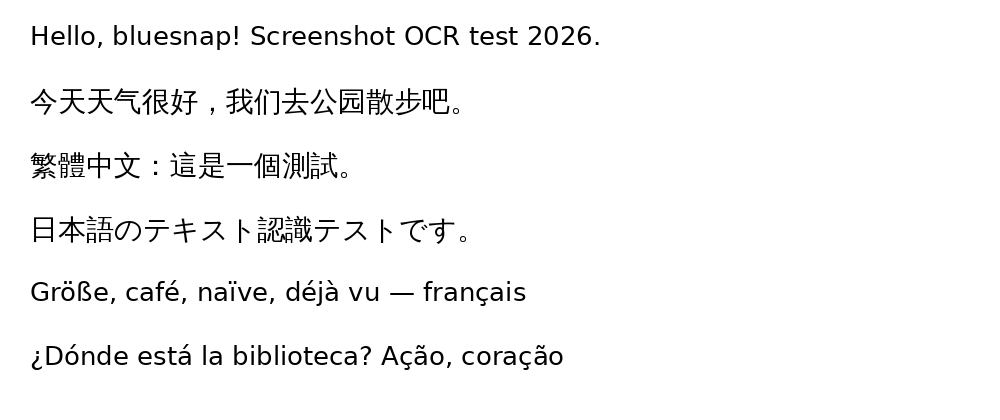 Hello, bluesnap! Screenshot OCR test 2026.
今天天气很好，我们去公园散步吧。
繁體中文：這是一個測試。
日本語のテキスト認識テストです。
Größe, café, naïve, déjà vu — français
¿Dónde está la biblioteca? Ação, coração